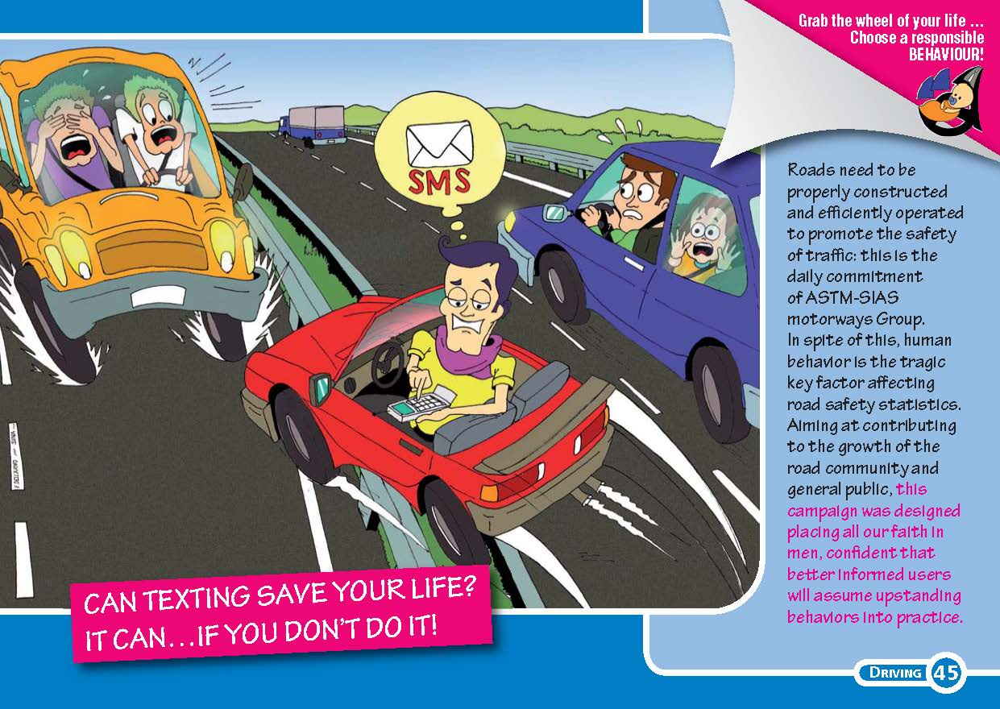 Grab the wheel of your life ...
Choose a responsible
BEHAVIOUR!
SMS
Roads need to be
properly constructed
and efficiently operated
to promote the safety
of traffic: this is the
daily commitment
of ASTM-SIAS
motorways Group.
In spite of this, human
behavior is the tragic
key factor affecting
road safety statistics.
Aiming at contributing
to the growth of the
road community and
general public, this
campaign was designed
placing all our faith in
men, confident that
better informed users
will assume upstanding
behaviors into practice.
CAN TEXTING SAVE YOUR LIFE?
IT CAN...IF YOU DON'T DO IT!
DRIVING 45